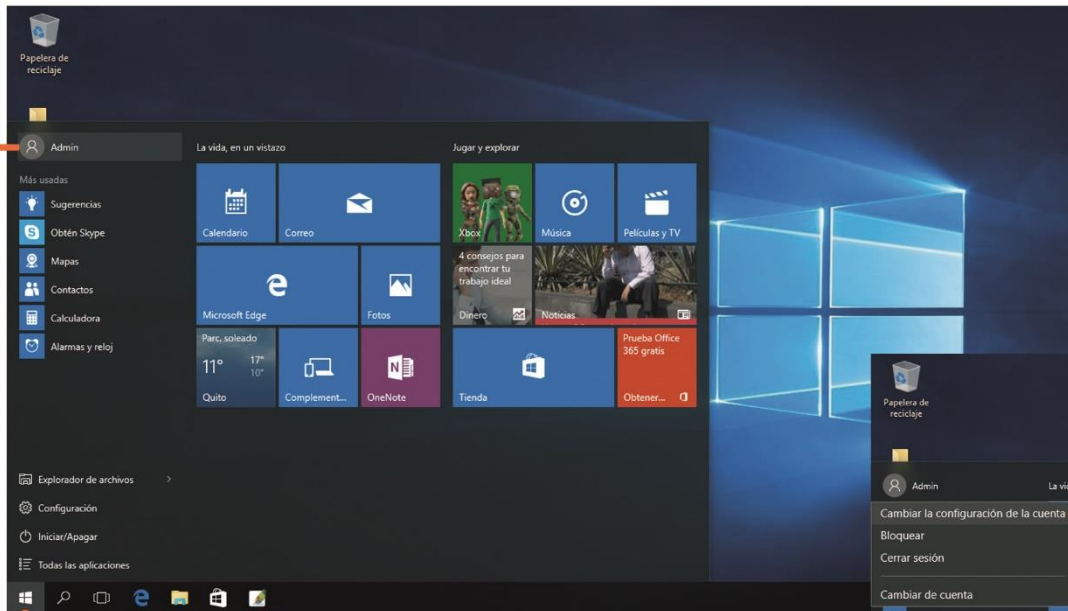 Papelera de
reciclaje
Admin
La vida, en un vistazo
Jugar y explorar
Más usadas
Sugerencias
Obtén Skype
Mapas
Contactos
Calculadora
Alarmas y reloj
Calendario
Correo
Xbox
Música
Películas y TV
Microsoft Edge
Fotos
4 consejos para
encontrar tu
trabajo ideal
Dinero
Noticias
Parc, soleado
11°
17°
10°
Quito
Complement...
OneNote
Tienda
Prueba Office
365 gratis
Obtener...
Explorador de archivos
Configuración
Iniciar/Apagar
Todas las aplicaciones
Papelera de
reciclaje
Admin
La vi
Cambiar la configuración de la cuenta
Bloquear
Cerrar sesión
Cambiar de cuenta